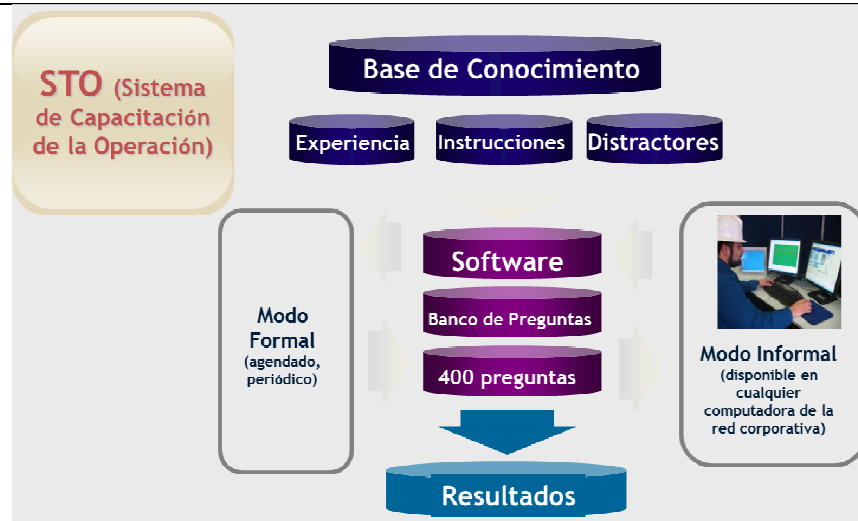 STO (Sistema
de Capacitación
de la Operación)
Base de Conocimiento
Experiencia
Instrucciones
Distractores
Software
Banco de Preguntas
400 preguntas
Modo
Formal
(agendado,
periódico)
Modo Informal
(disponible en
cualquier
computadora de la
red corporativa)
Resultados